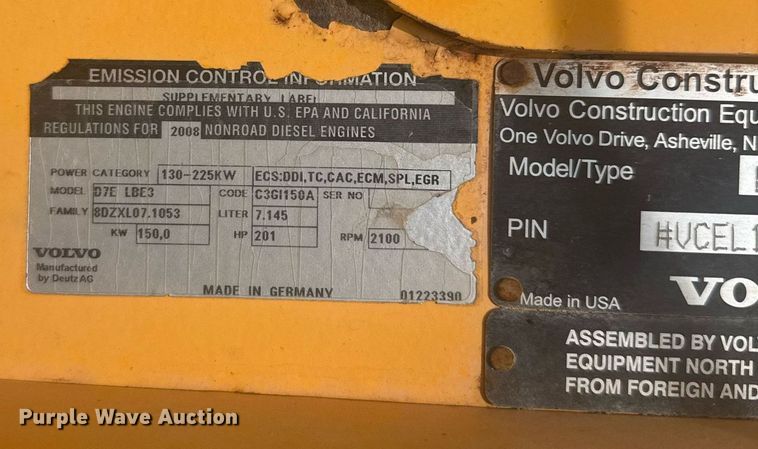 EMISSION CONTROL INFORMATION
SUPPLEMENTARY LABEL
THIS ENGINE COMPLIES WITH U.S. EPA AND CALIFORNIA
REGULATIONS FOR 2008 NONROAD DIESEL ENGINES
POWER CATEGORY 130-225KW ECS:DDI,TC,CAC,ECM,SPL,EGR
MODEL D7E LBE3 CODE C3GI150A SER NO
FAMILY 8DZXL07.1053 LITER 7.145
KW 150,0 HP 201 RPM 2100
VOLVO
Manufactured
by Deutz AG
MADE IN GERMANY 01223390
Volvo Constru
Volvo Construction Equ
One Volvo Drive, Asheville, N
Model/Type
PIN #VCEL1
Made in USA VO
ASSEMBLED BY VOL
EQUIPMENT NORTH
FROM FOREIGN AND
Purple Wave Auction